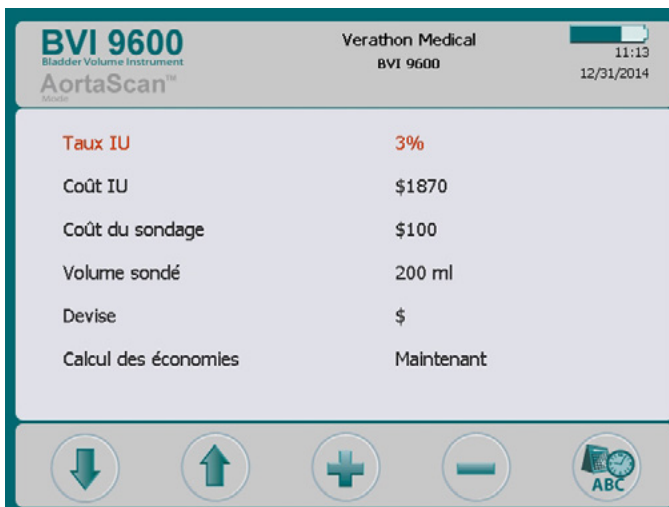 BVI 9600
Bladder Volume Instrument
AortaScan™
Mode
Verathon Medical
BVI 9600
11:13
12/31/2014
Taux IU 3%
Coût IU $1870
Coût du sondage $100
Volume sondé 200 ml
Devise $
Calcul des économies Maintenant
ABC